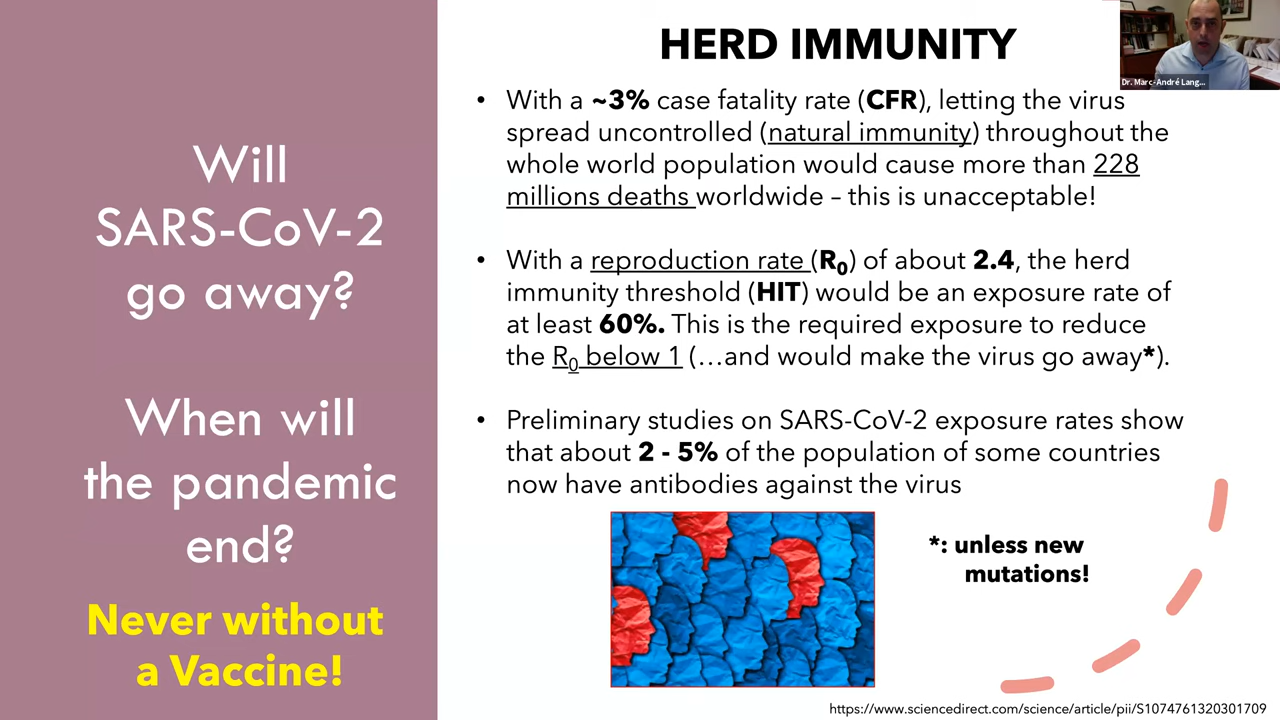 Will
SARS-CoV-2
go away?
When will
the pandemic
end?
Never without
a Vaccine!
HERD IMMUNITY
• With a ~3% case fatality rate (CFR), letting the virus
spread uncontrolled (natural immunity) throughout the
whole world population would cause more than 228
millions deaths worldwide – this is unacceptable!
• With a reproduction rate (R0) of about 2.4, the herd
immunity threshold (HIT) would be an exposure rate of
at least 60%. This is the required exposure to reduce
the R0 below 1 (…and would make the virus go away*).
• Preliminary studies on SARS-CoV-2 exposure rates show
that about 2 - 5% of the population of some countries
now have antibodies against the virus
*: unless new
mutations!
https://www.sciencedirect.com/science/article/pii/S1074761320301709
Dr. Marc-André Lang...